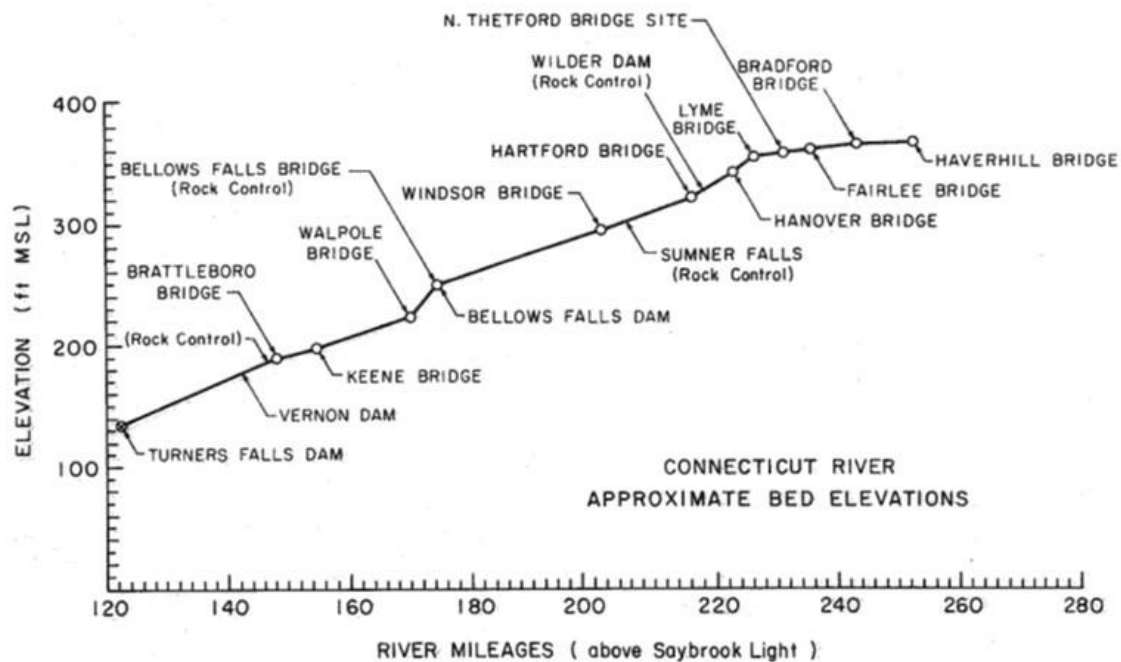 N. THETFORD BRIDGE SITE
WILDER DAM
(Rock Control)
BRADFORD
BRIDGE
LYME
BRIDGE
400
BELLOWS FALLS BRIDGE
(Rock Control)
HARTFORD BRIDGE
HAVERHILL BRIDGE
WINDSOR BRIDGE
FAIRLEE BRIDGE
HANOVER BRIDGE
300
WALPOLE
BRIDGE
SUMNER FALLS
(Rock Control)
BRATTLEBORO
BRIDGE
BELLOWS FALLS DAM
(Rock Control)
200
KEENE BRIDGE
VERNON DAM
TURNERS FALLS DAM
100
ELEVATION (ft MSL)
CONNECTICUT RIVER
APPROXIMATE BED ELEVATIONS
120 140 160 180 200 220 240 260 280
RIVER MILEAGES ( above Saybrook Light )